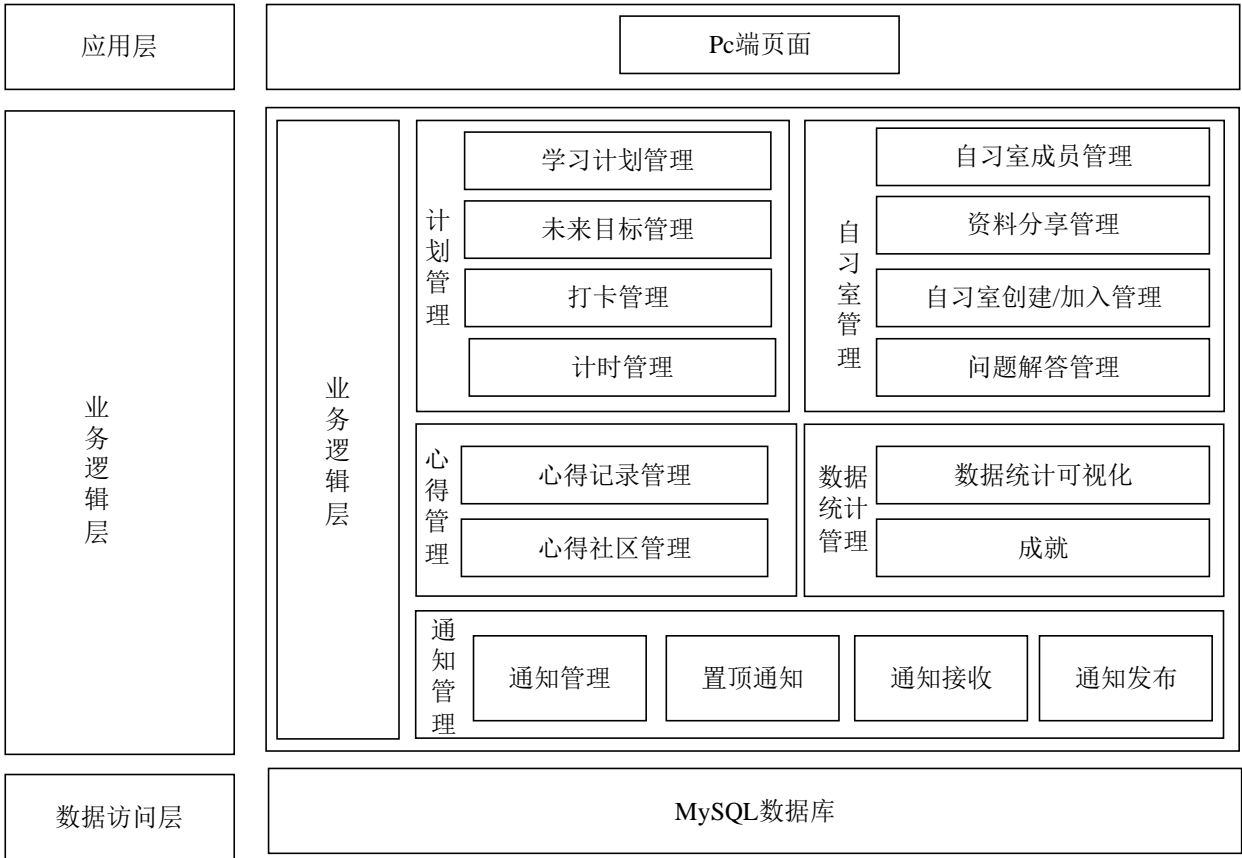 应用层
Pc端页面
业务逻辑层
业务逻辑层
计划管理
学习计划管理
未来目标管理
打卡管理
计时管理
自习室管理
自习室成员管理
资料分享管理
自习室创建/加入管理
问题解答管理
心得管理
心得记录管理
心得社区管理
数据
统计
管理
数据统计可视化
成就
通知管理
通知管理
置顶通知
通知接收
通知发布
数据访问层
MySQL数据库